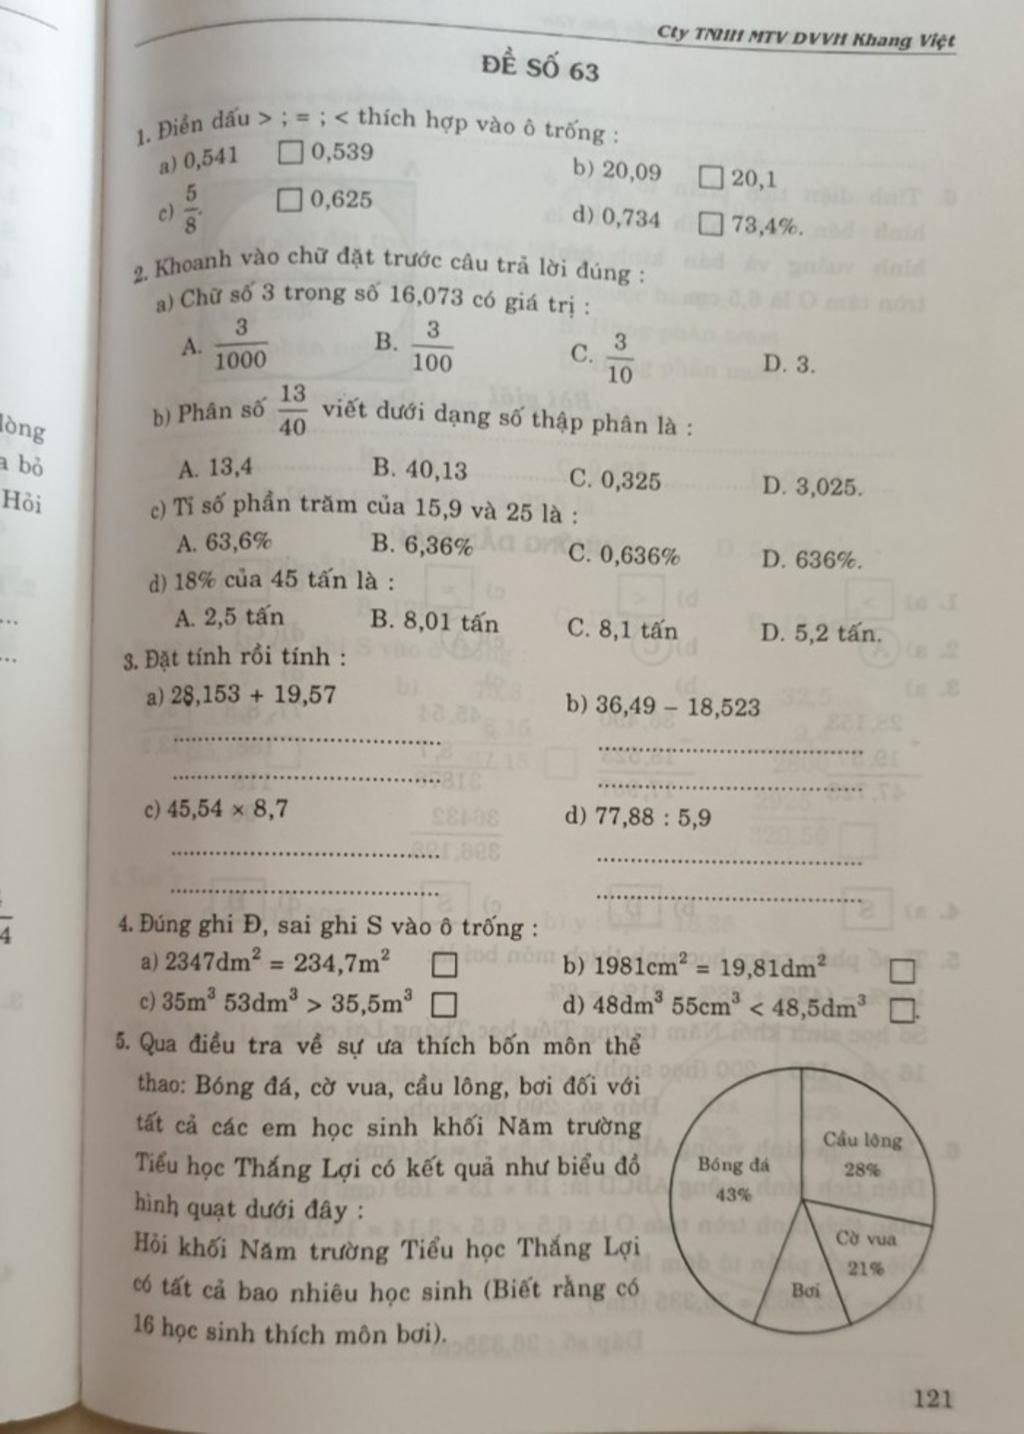 Cty TNHH MTV DVVH Khang Việt
ĐỀ SỐ 63
1. Điền dấu > ; = ; < thích hợp vào ô trống :
a) 0,541 □ 0,539 b) 20,09 □ 20,1
c) 5/8 □ 0,625 d) 0,734 □ 73,4%.
2. Khoanh vào chữ đặt trước câu trả lời đúng :
a) Chữ số 3 trong số 16,073 có giá trị :
A. 3/1000 B. 3/100 C. 3/10 D. 3.
b) Phân số 13/40 viết dưới dạng số thập phân là :
A. 13,4 B. 40,13 C. 0,325 D. 3,025.
c) Tỉ số phần trăm của 15,9 và 25 là :
A. 63,6% B. 6,36% C. 0,636% D. 636%.
d) 18% của 45 tấn là :
A. 2,5 tấn B. 8,01 tấn C. 8,1 tấn D. 5,2 tấn.
3. Đặt tính rồi tính :
a) 28,153 + 19,57 b) 36,49 – 18,523
c) 45,54 × 8,7 d) 77,88 : 5,9
4. Đúng ghi Đ, sai ghi S vào ô trống :
a) 2347dm² = 234,7m² □ b) 1981cm² = 19,81dm² □
c) 35m³ 53dm³ > 35,5m³ □ d) 48dm³ 55cm³ < 48,5dm³ □.
5. Qua điều tra về sự ưa thích bốn môn thể
thao: Bóng đá, cờ vua, cầu lông, bơi đối với
tất cả các em học sinh khối Năm trường
Tiểu học Thắng Lợi có kết quả như biểu đồ
hình quạt dưới đây :
Hỏi khối Năm trường Tiểu học Thắng Lợi
có tất cả bao nhiêu học sinh (Biết rằng có
16 học sinh thích môn bơi).
Bóng đá
43%
Cầu lông
28%
Cờ vua
21%
Bơi
121
lòng
a bỏ
Hỏi
4